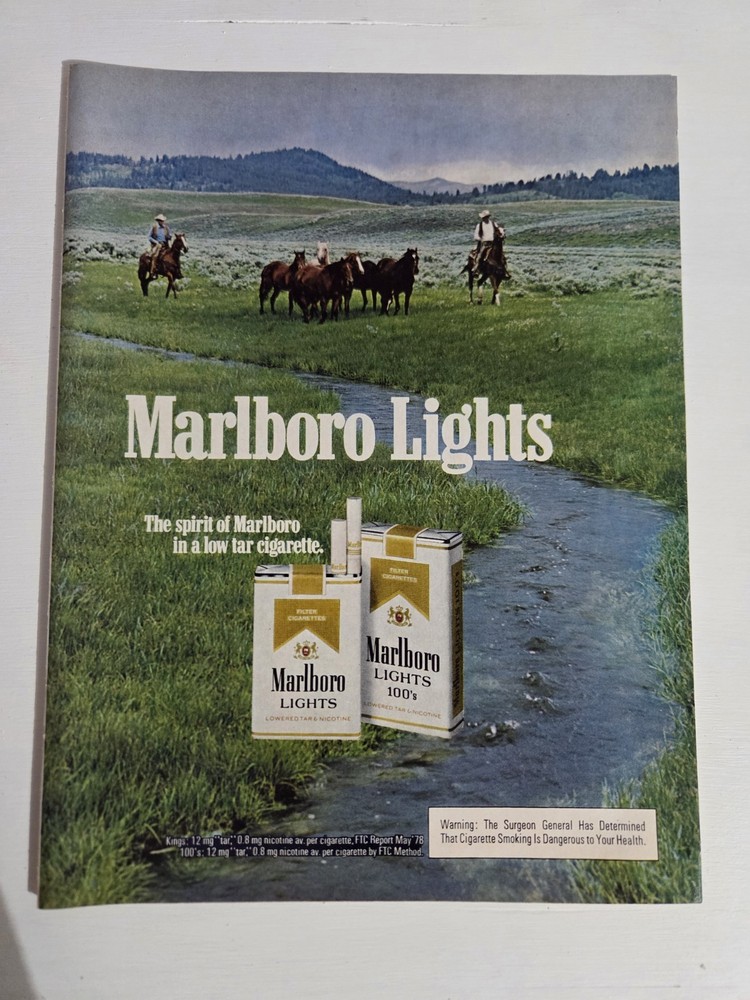 Marlboro Lights
The spirit of Marlboro
in a low tar cigarette.
FILTER
CIGARETTES
Marlboro
LIGHTS
LOWERED TAR & NICOTINE
FILTER
CIGARETTES
Marlboro
LIGHTS
100's
LOWERED TAR & NICOTINE
Kings: 12 mg "tar," 0.8 mg nicotine av. per cigarette, FTC Report May '78
100's: 12 mg "tar," 0.8 mg nicotine av. per cigarette by FTC Method.
Warning: The Surgeon General Has Determined
That Cigarette Smoking Is Dangerous to Your Health.